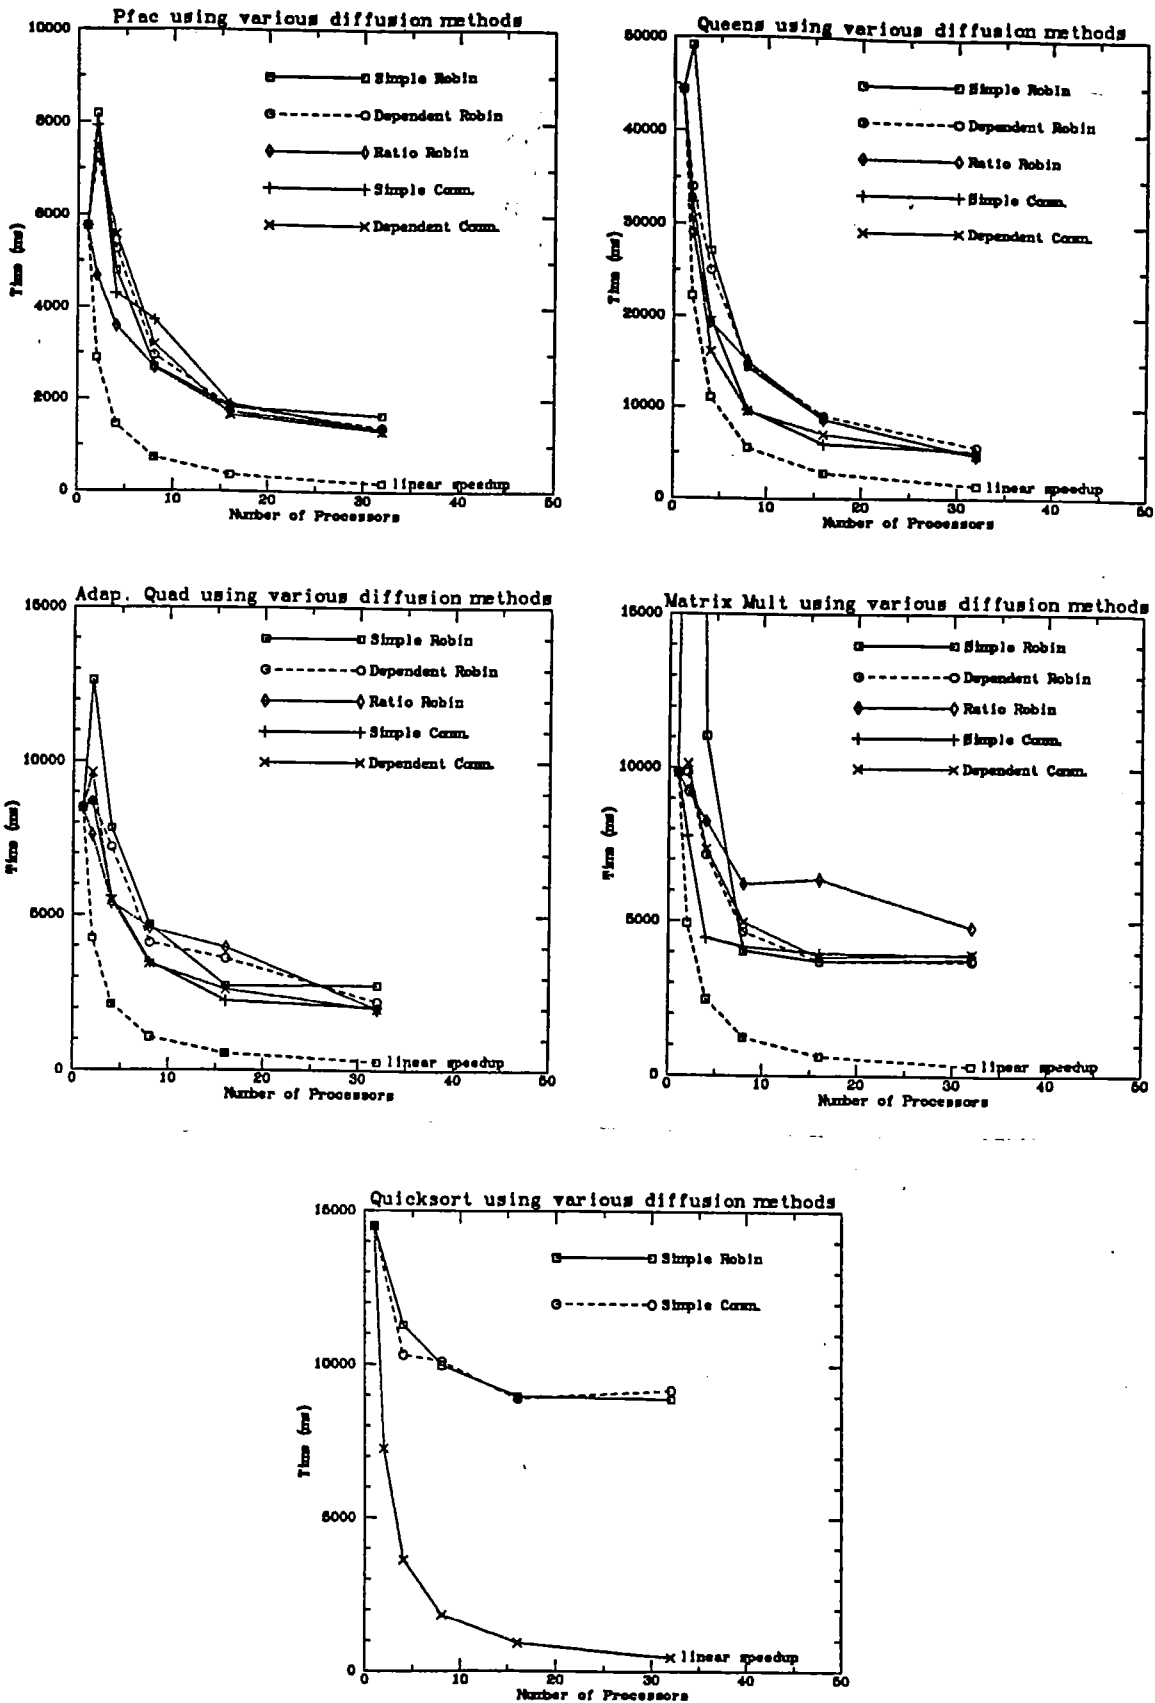 Pfac using various diffusion methods
10000
8000
6000
4000
2000
0
Time (ms)
Simple Robin
Dependent Robin
Ratio Robin
Simple Comm.
Dependent Comm.
linear speedup
0 10 20 30 40 50
Number of Processors
Queens using various diffusion methods
50000
40000
30000
20000
10000
0
Time (ms)
Simple Robin
Dependent Robin
Ratio Robin
Simple Comm.
Dependent Comm.
linear speedup
0 10 20 30 40 50
Number of Processors
Adap. Quad using various diffusion methods
15000
10000
5000
0
Time (ms)
Simple Robin
Dependent Robin
Ratio Robin
Simple Comm.
Dependent Comm.
linear speedup
0 10 20 30 40 50
Number of Processors
Matrix Mult using various diffusion methods
15000
10000
5000
0
Time (ms)
Simple Robin
Dependent Robin
Ratio Robin
Simple Comm.
Dependent Comm.
linear speedup
0 10 20 30 40 50
Number of Processors
Quicksort using various diffusion methods
15000
10000
5000
0
Time (ms)
Simple Robin
Simple Comm.
linear speedup
0 10 20 30 40 50
Number of Processors